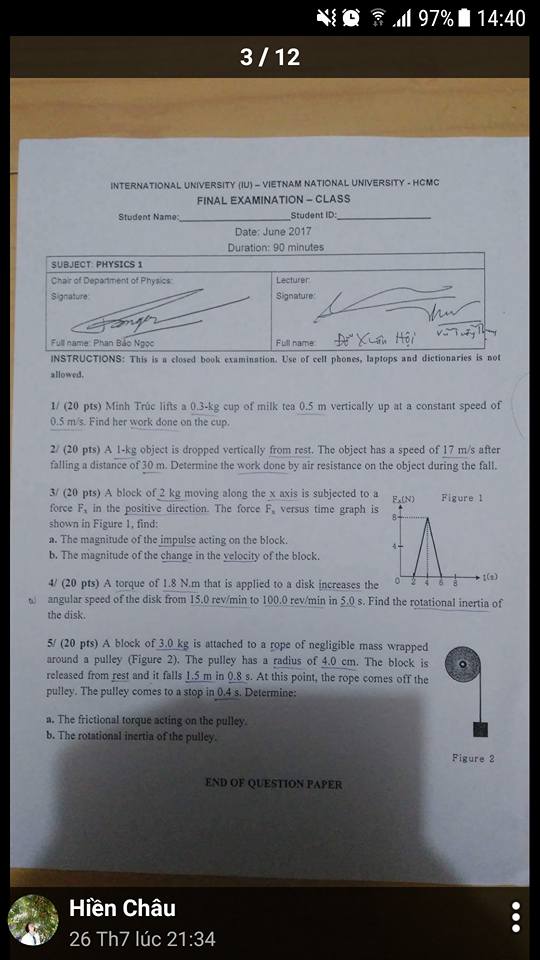 97% 14:40
3 / 12
INTERNATIONAL UNIVERSITY (IU) – VIETNAM NATIONAL UNIVERSITY - HCMC
FINAL EXAMINATION – CLASS
Student Name:____________________Student ID:________________
Date: June 2017
Duration: 90 minutes
SUBJECT: PHYSICS 1
Chair of Department of Physics:
Signature:
Full name: Phan Bảo Ngọc
Lecturer:
Signature:
Full name: Đỗ Xuân Hội
INSTRUCTIONS: This is a closed book examination. Use of cell phones, laptops and dictionaries is not
allowed.
1/ (20 pts) Minh Trúc lifts a 0.3-kg cup of milk tea 0.5 m vertically up at a constant speed of
0.5 m/s. Find her work done on the cup.
2/ (20 pts) A 1-kg object is dropped vertically from rest. The object has a speed of 17 m/s after
falling a distance of 30 m. Determine the work done by air resistance on the object during the fall.
3/ (20 pts) A block of 2 kg moving along the x axis is subjected to a
force Fₓ in the positive direction. The force Fₓ versus time graph is
shown in Figure 1, find:
a. The magnitude of the impulse acting on the block.
b. The magnitude of the change in the velocity of the block.
Fₓ(N) Figure 1
8
4
0 2 4 6 8 t(s)
4/ (20 pts) A torque of 1.8 N.m that is applied to a disk increases the
angular speed of the disk from 15.0 rev/min to 100.0 rev/min in 5.0 s. Find the rotational inertia of
the disk.
5/ (20 pts) A block of 3.0 kg is attached to a rope of negligible mass wrapped
around a pulley (Figure 2). The pulley has a radius of 4.0 cm. The block is
released from rest and it falls 1.5 m in 0.8 s. At this point, the rope comes off the
pulley. The pulley comes to a stop in 0.4 s. Determine:
a. The frictional torque acting on the pulley.
b. The rotational inertia of the pulley.
Figure 2
END OF QUESTION PAPER
Hiền Châu
26 Th7 lúc 21:34